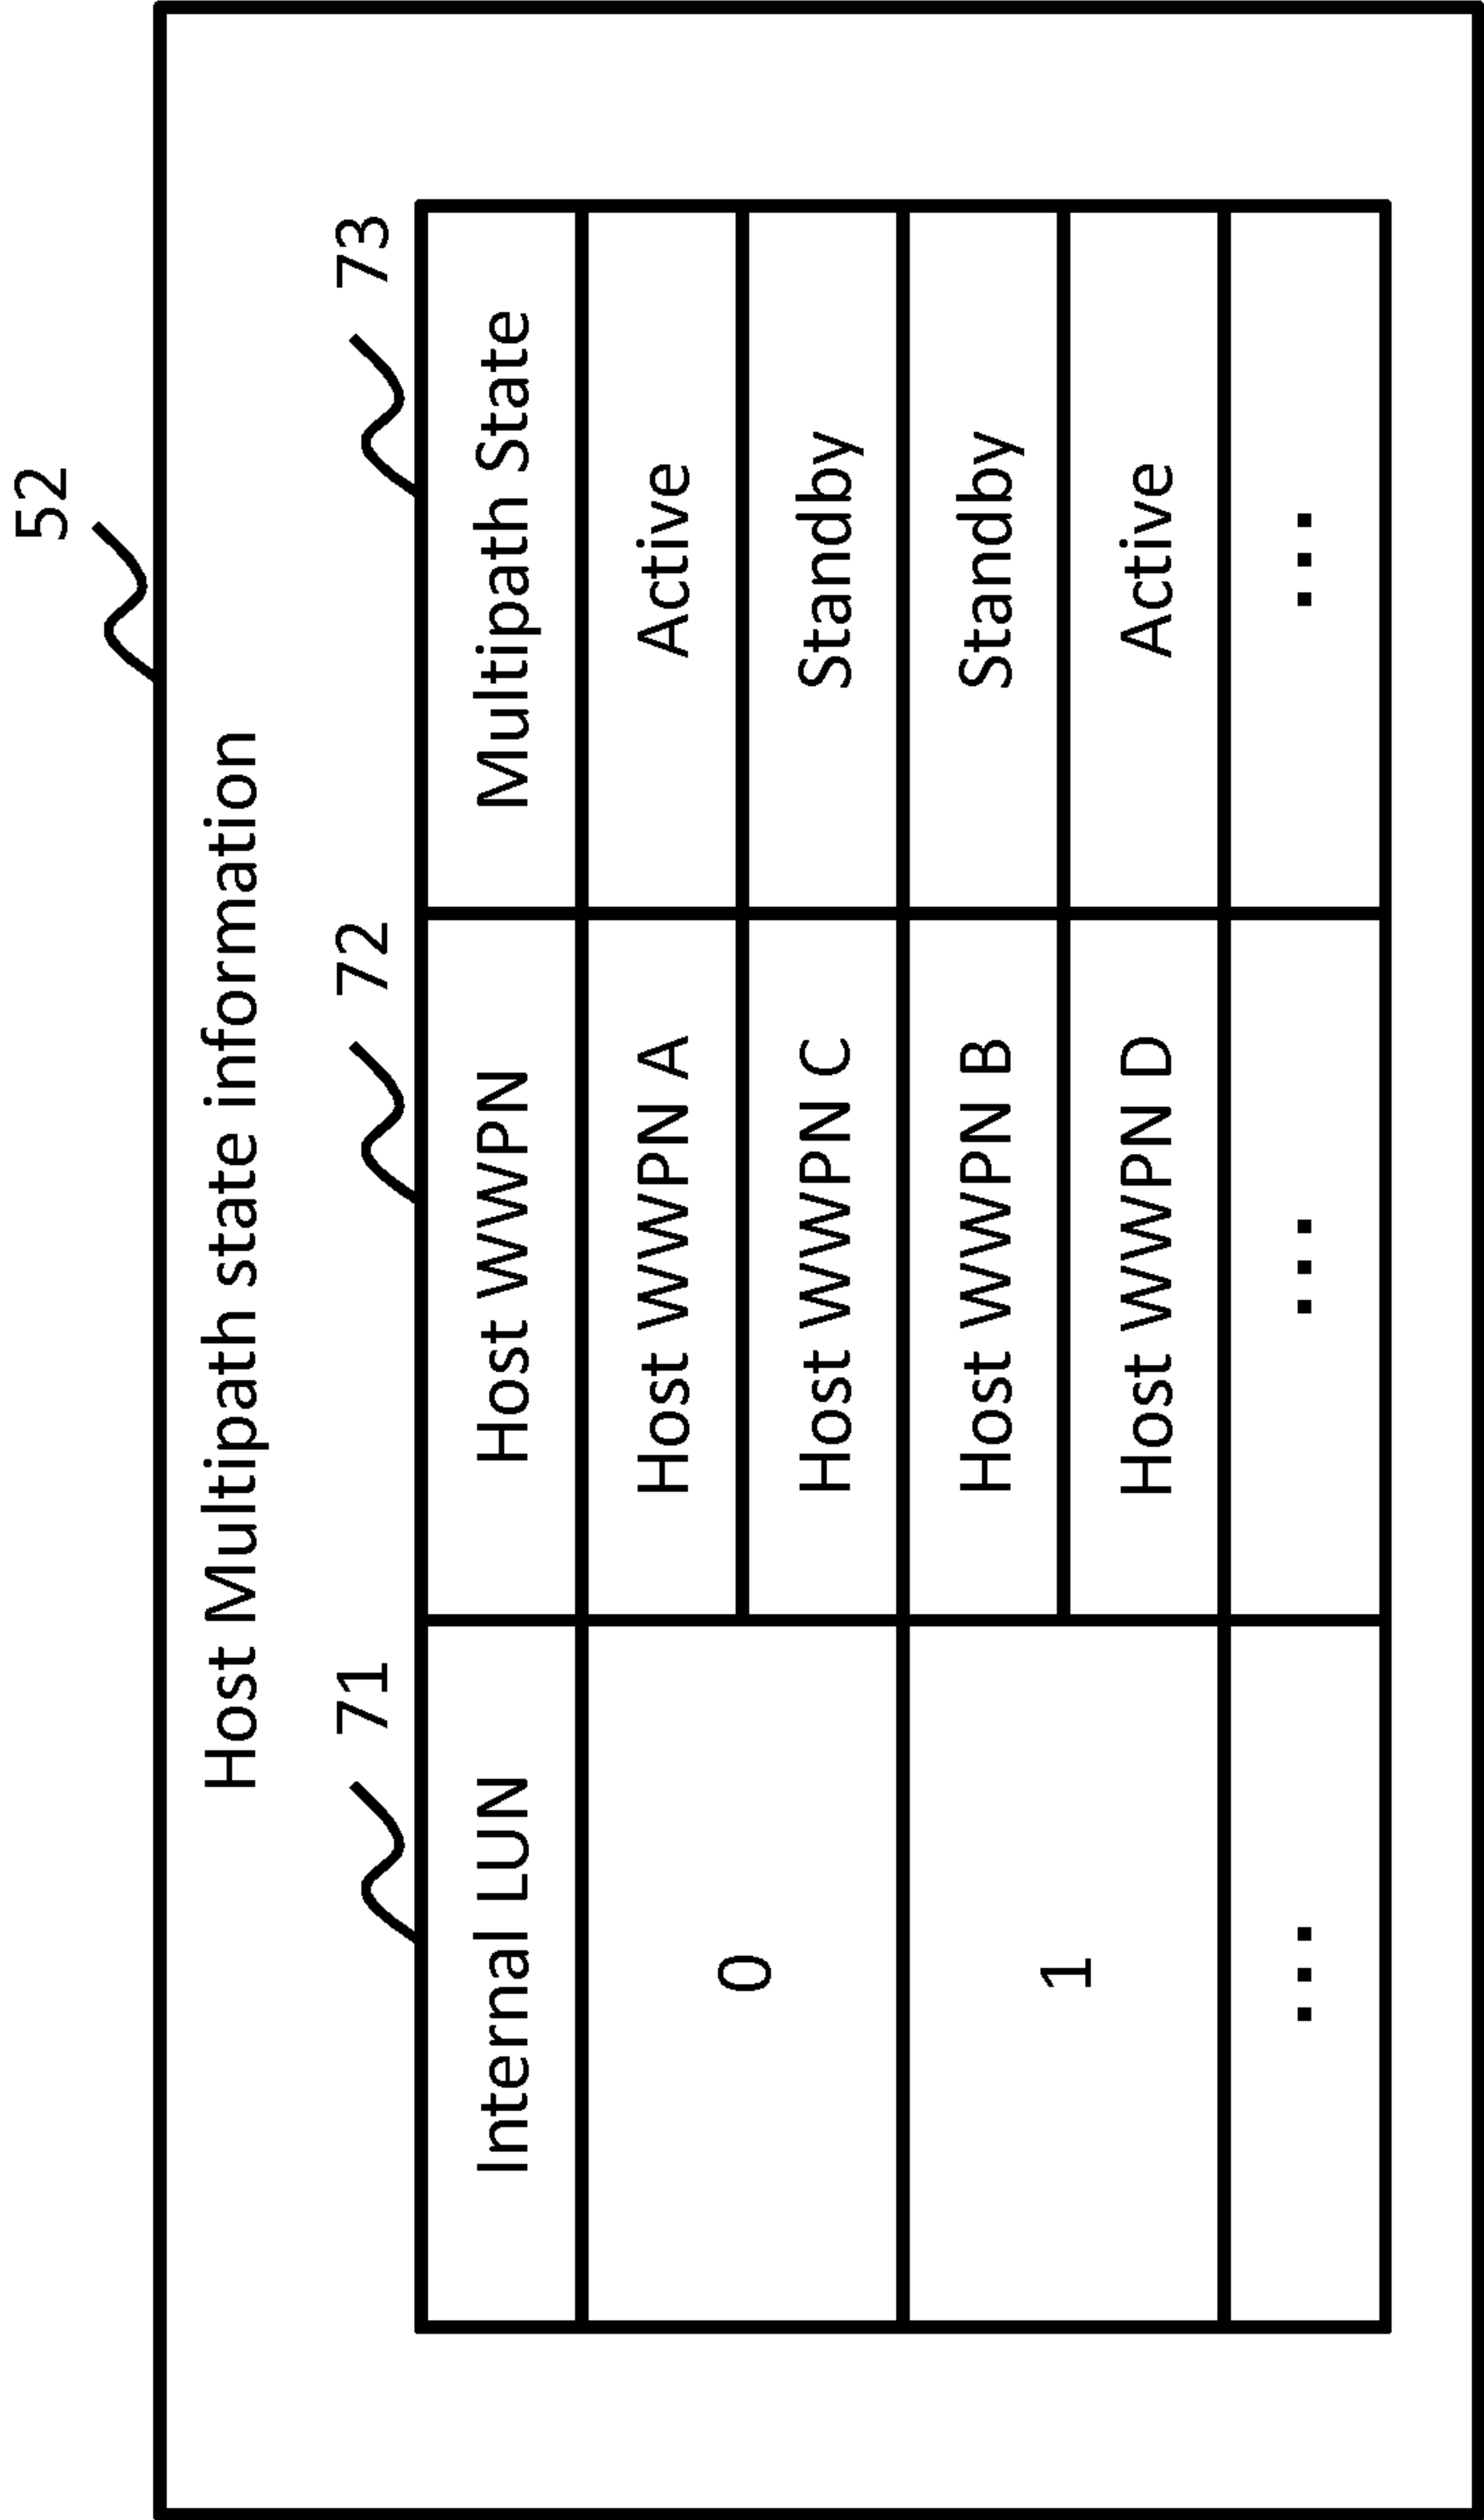 52
Host Multipath state information
71 72 73
Internal LUN Host WWPN Multipath State
0 Host WWPN A Active
Host WWPN C Standby
1 Host WWPN B Standby
Host WWPN D Active
... ... ...